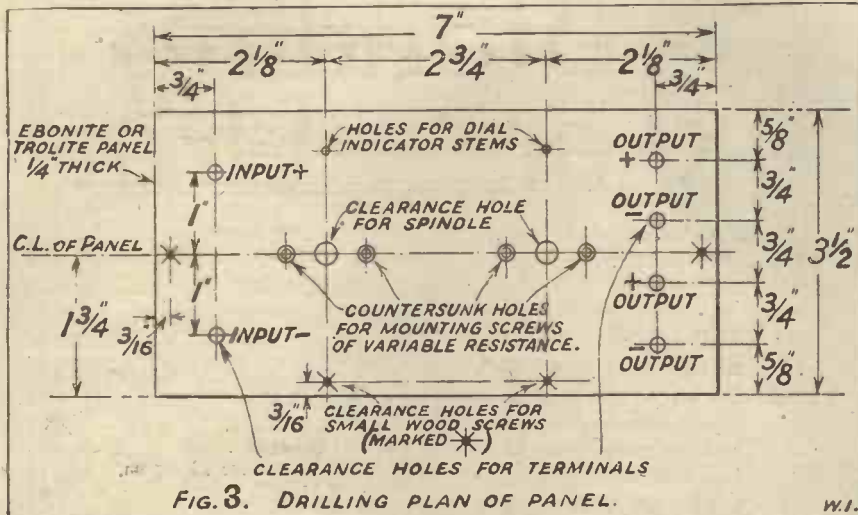 7"
2 1/8"
2 3/4"
2 1/8"
3/4"
3/4"
EBONITE OR
TROLITE PANEL
1/4" THICK
HOLES FOR DIAL
INDICATOR STEMS
OUTPUT
+
5/8"
INPUT+
OUTPUT
-
3/4"
1"
CLEARANCE HOLE
FOR SPINDLE
C.L. OF PANEL
3/4"
3 1/2"
1"
+
OUTPUT
1 3/4"
COUNTERSUNK HOLES
FOR MOUNTING SCREWS
OF VARIABLE RESISTANCE.
3/4"
3/16"
INPUT-
-
OUTPUT
5/8"
3/16"
CLEARANCE HOLES FOR
SMALL WOOD SCREWS
(MARKED ✳)
CLEARANCE HOLES FOR TERMINALS
FIG. 3. DRILLING PLAN OF PANEL.
W.I.